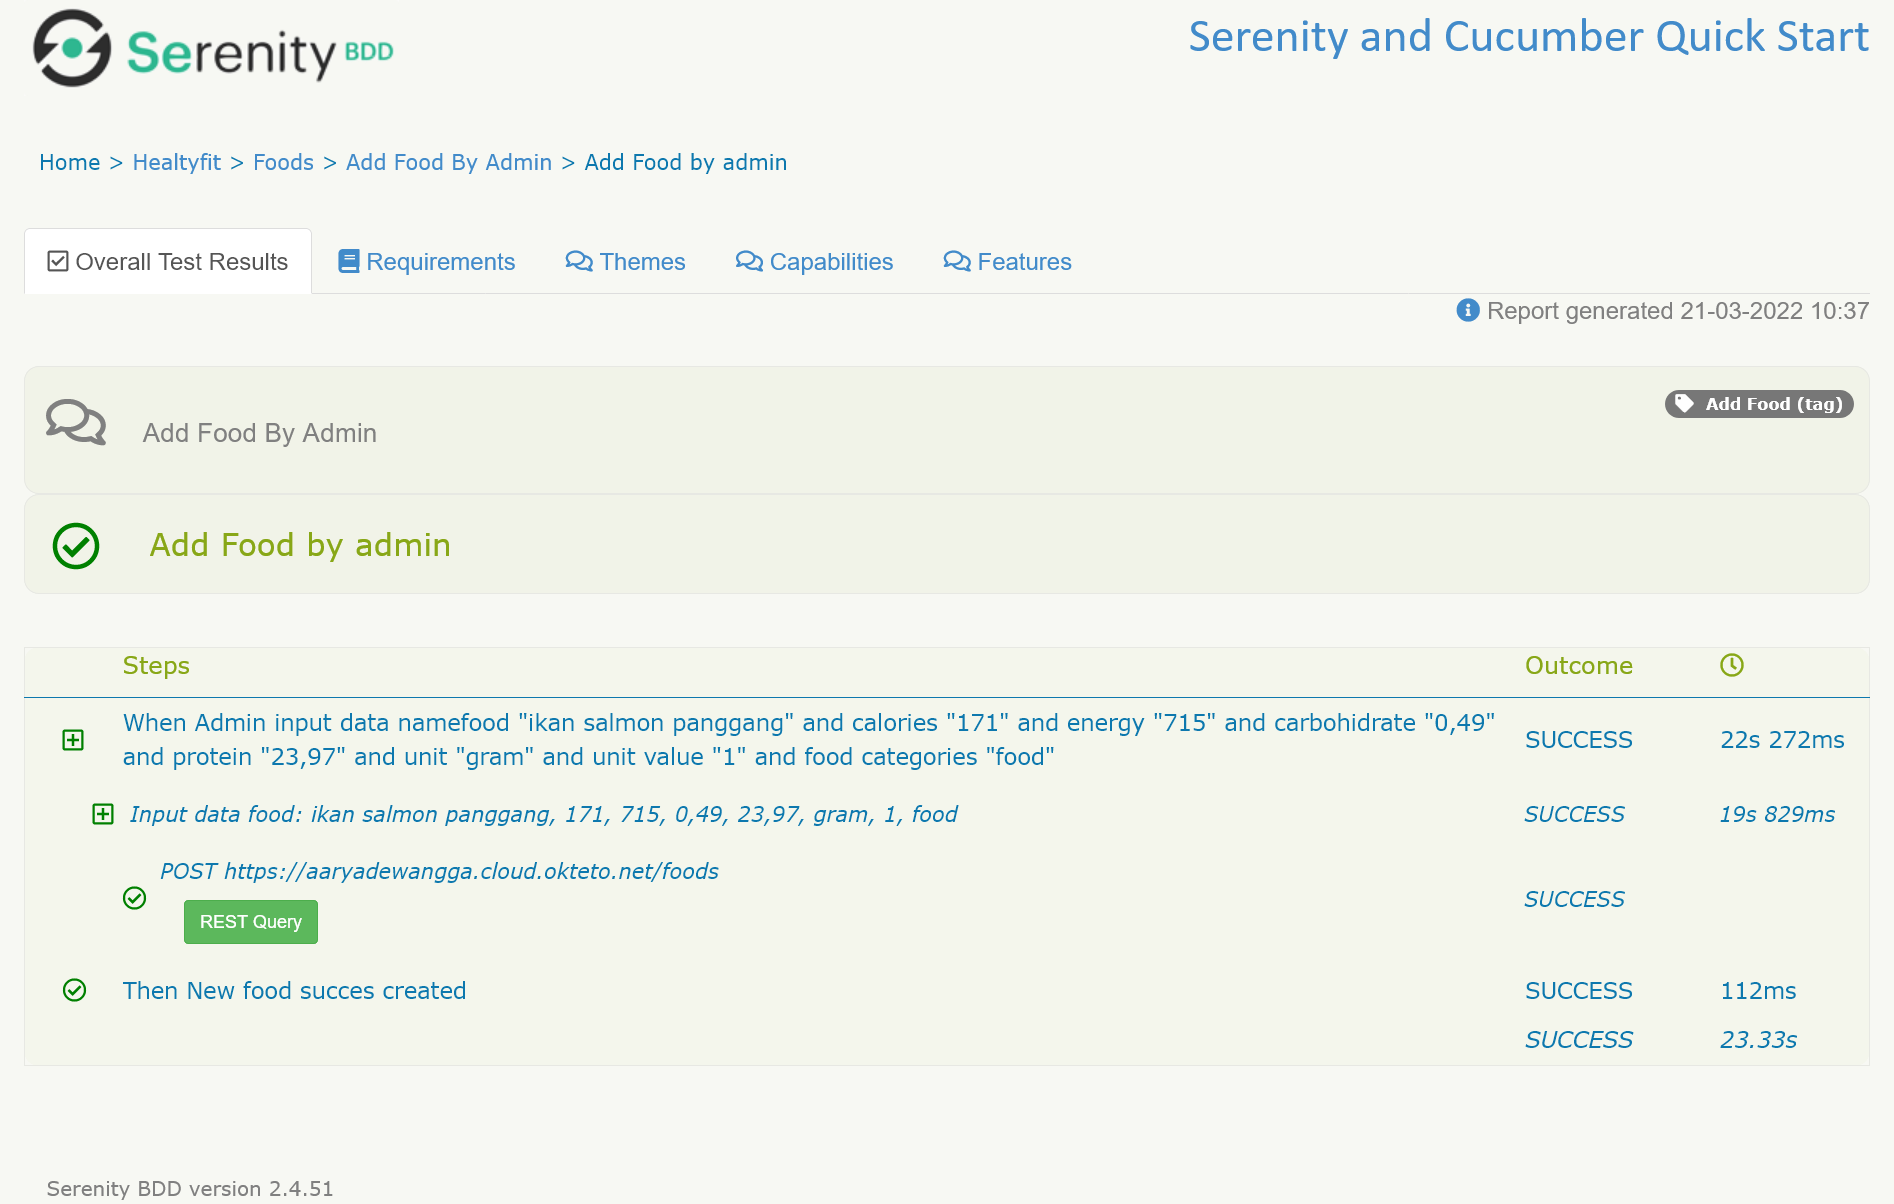 Serenity BDD
Serenity and Cucumber Quick Start
Home > Healtyfit > Foods > Add Food By Admin > Add Food by admin
Overall Test Results Requirements Themes Capabilities Features
Report generated 21-03-2022 10:37
Add Food (tag)
Add Food By Admin
Add Food by admin
Steps Outcome
When Admin input data namefood "ikan salmon panggang" and calories "171" and energy "715" and carbohidrate "0,49"
and protein "23,97" and unit "gram" and unit value "1" and food categories "food"
SUCCESS 22s 272ms
Input data food: ikan salmon panggang, 171, 715, 0,49, 23,97, gram, 1, food SUCCESS 19s 829ms
POST https://aaryadewangga.cloud.okteto.net/foods
SUCCESS
REST Query
Then New food succes created SUCCESS 112ms
SUCCESS 23.33s
Serenity BDD version 2.4.51